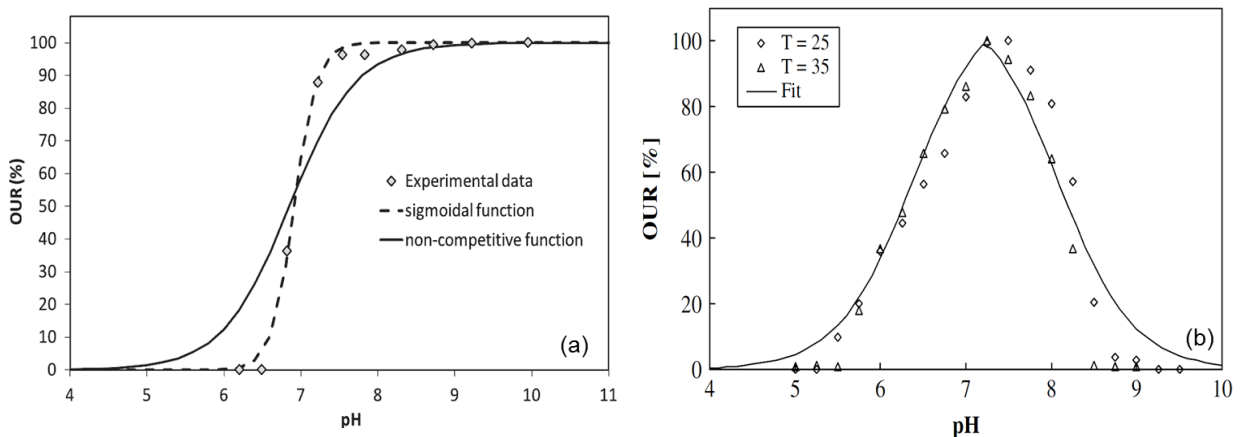 100
90
80
70
60
50
40
30
20
10
0
OUR (%)
Experimental data
sigmoidal function
non-competitive function
(a)
4 5 6 7 8 9 10 11
pH
100
80
60
40
20
0
OUR [%]
T = 25
T = 35
Fit
(b)
4 5 6 7 8 9 10
pH